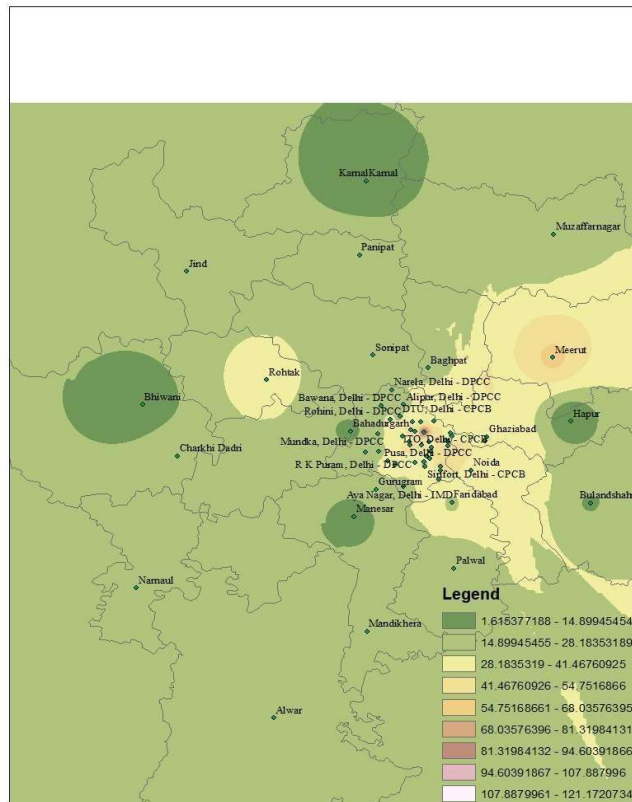 KarnalKarnal
Muzaffarnagar
Panipat
Jind
Sonipat
Meerut
Baghpat
Rohtak
Narela, Delhi - DPCC
Bhiwani
Bawana, Delhi - DPCC
Alipur, Delhi - DPCC
Rohini, Delhi - DPCC
DTU, Delhi - CPCB
Hapur
Bahadurgarh
Ghaziabad
Mundka, Delhi - DPCC
ITO, Delhi - CPCB
Charkhi Dadri
Pusa, Delhi - DPCC
R K Puram, Delhi - DPCC
Noida
Sirifort, Delhi - CPCB
Gurugram
Aya Nagar, Delhi - IMD
Faridabad
Bulandshahr
Manesar
Palwal
Narnaul
Mandikhera
Alwar
Legend
1.615377188 - 14.89945454
14.89945455 - 28.18353189
28.1835319 - 41.46760925
41.46760926 - 54.7516866
54.75168661 - 68.03576395
68.03576396 - 81.31984131
81.31984132 - 94.60391866
94.60391867 - 107.887996
107.8879961 - 121.1720734